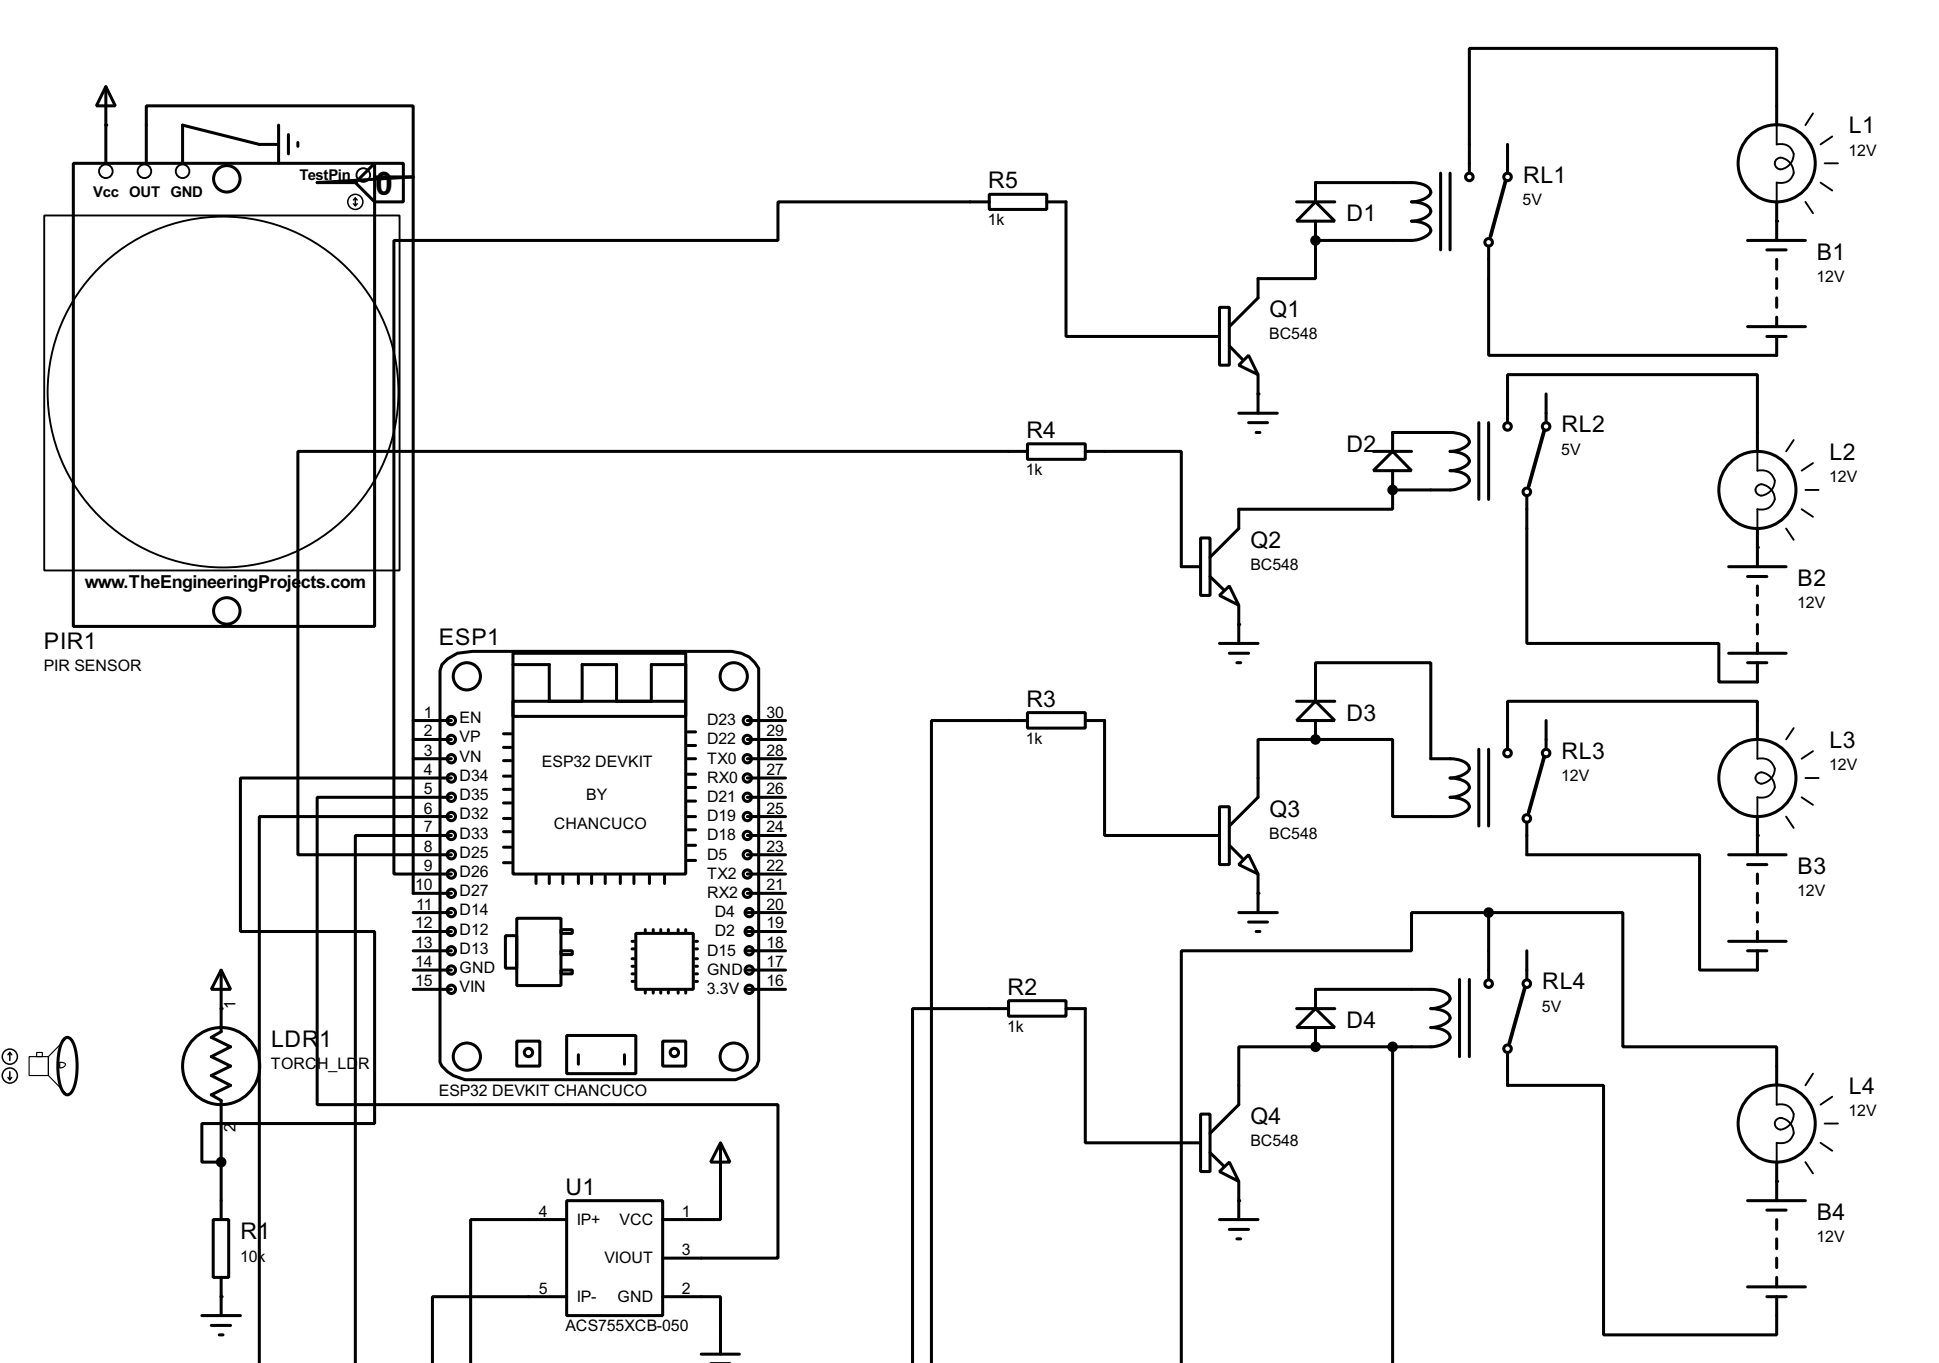 Vcc OUT GND
TestPin
0
www.TheEngineeringProjects.com
PIR1
PIR SENSOR
R5
1k
D1
RL1
5V
L1
12V
B1
12V
Q1
BC548
R4
1k
D2
RL2
5V
L2
12V
B2
12V
Q2
BC548
ESP1
ESP32 DEVKIT
BY
CHANCUCO
1 EN
2 VP
3 VN
4 D34
5 D35
6 D32
7 D33
8 D25
9 D26
10 D27
11 D14
12 D12
13 D13
14 GND
15 VIN
D23 30
D22 29
TX0 28
RX0 27
D21 26
D19 25
D18 24
D5 23
TX2 22
RX2 21
D4 20
D2 19
D15 18
GND 17
3.3V 16
ESP32 DEVKIT CHANCUCO
R3
1k
D3
RL3
12V
L3
12V
B3
12V
Q3
BC548
R2
1k
D4
RL4
5V
L4
12V
B4
12V
Q4
BC548
1
LDR1
TORCH_LDR
2
R1
10k
U1
4 IP+ VCC 1
VIOUT 3
5 IP- GND 2
ACS755XCB-050